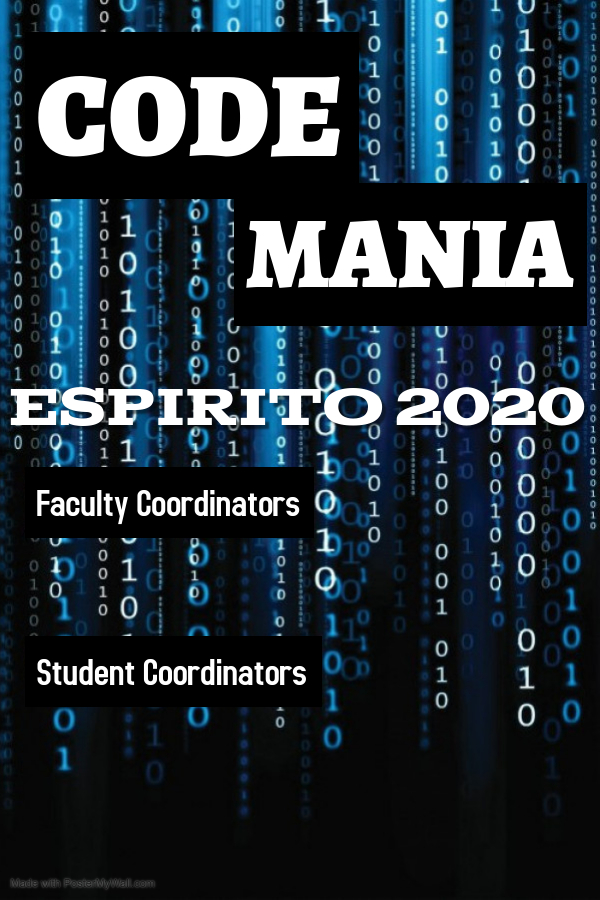 CODE
MANIA
ESPIRITO 2020
Faculty Coordinators
Student Coordinators
Made with PosterMyWall.com